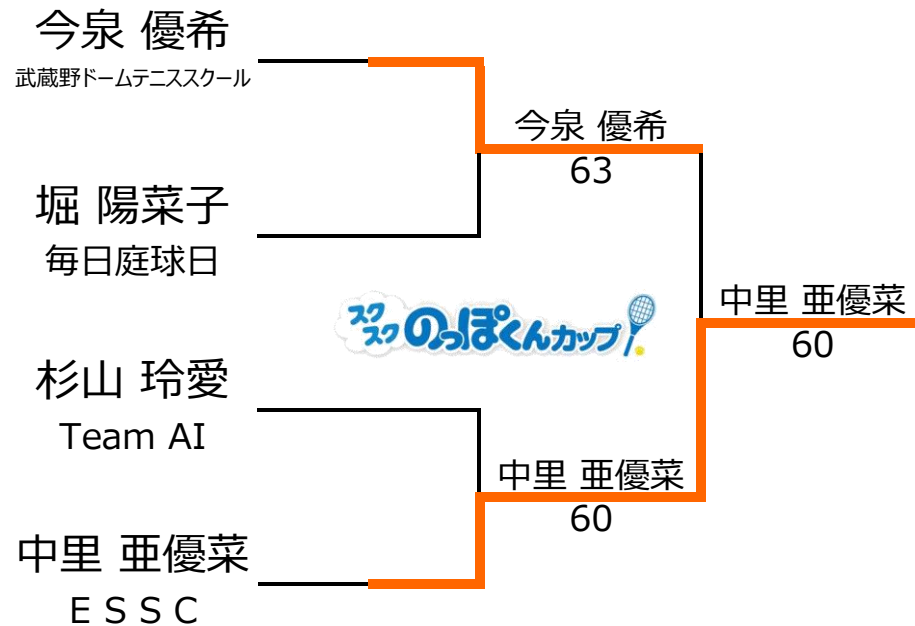 今泉 優希
武蔵野ドームテニススクール
今泉 優希
63
堀 陽菜子
毎日庭球日
スクスク のっぽくんカップ
中里 亜優菜
60
杉山 玲愛
Team AI
中里 亜優菜
60
中里 亜優菜
E S S C